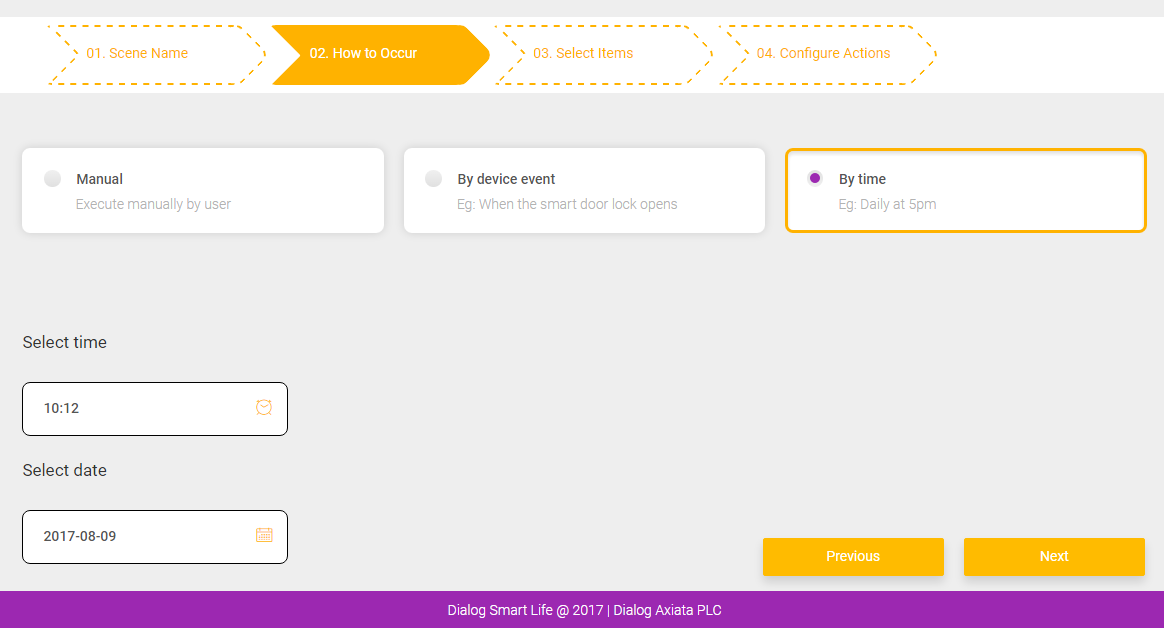 01. Scene Name
02. How to Occur
03. Select Items
04. Configure Actions
Manual
Execute manually by user
By device event
Eg: When the smart door lock opens
By time
Eg: Daily at 5pm
Select time
10:12
Select date
2017-08-09
Previous
Next
Dialog Smart Life @ 2017 | Dialog Axiata PLC